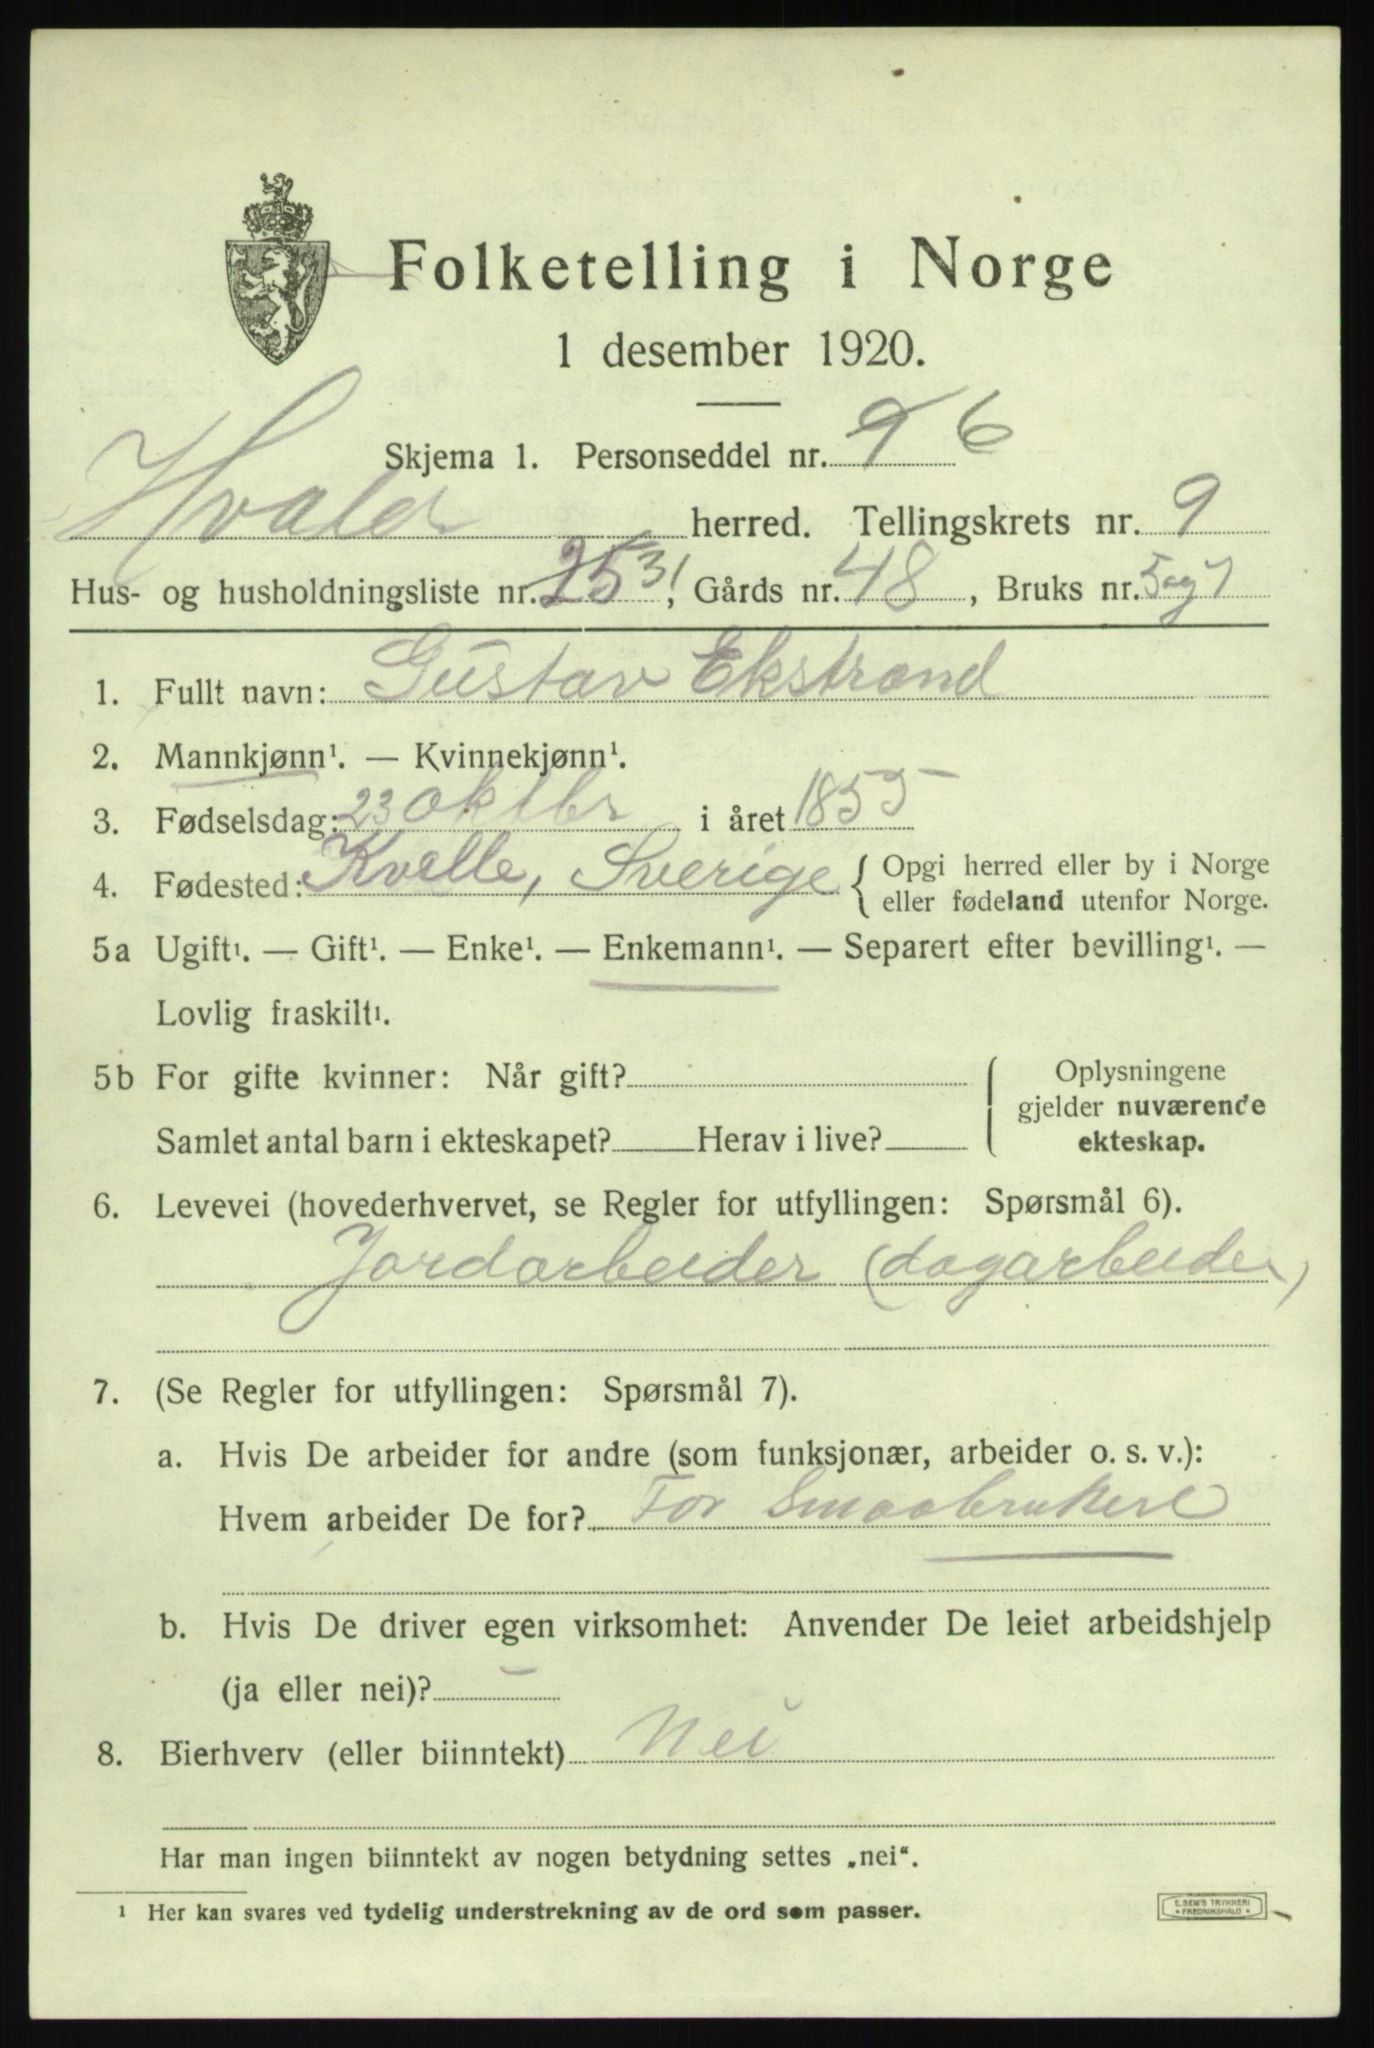 Folketelling i Norge
1 desember 1920.
Skjema 1. Personseddel nr. 9 6
Hvaler herred. Tellingskrets nr. 9
Hus- og husholdningsliste nr. 25 31, Gårds nr. 48, Bruks nr. 5 og 7
1. Fullt navn: Gustav Ekstrand
2. Mannkjønn¹. — Kvinnekjønn¹.
3. Fødselsdag: 23 oktbr i året 1855
4. Fødested: Kvelle, Sverige { Opgi herred eller by i Norge
eller fødeland utenfor Norge.
5a Ugift¹. — Gift¹. — Enke¹. — Enkemann¹. — Separert efter bevilling¹. —
Lovlig fraskilt¹.
5b For gifte kvinner: Når gift?
Samlet antal barn i ekteskapet? Herav i live?
Oplysningene
gjelder nuværende
ekteskap.
6. Levevei (hovederhvervet, se Regler for utfyllingen: Spørsmål 6).
Jordarbeider (dagarbeider)
7. (Se Regler for utfyllingen: Spørsmål 7).
a. Hvis De arbeider for andre (som funksjonær, arbeider o. s. v.):
Hvem arbeider De for? For Smaabrukere
b. Hvis De driver egen virksomhet: Anvender De leiet arbeidshjelp
(ja eller nei)? —
8. Bierhverv (eller biinntekt) Nei
Har man ingen biinntekt av nogen betydning settes „nei“.
¹ Her kan svares ved tydelig understrekning av de ord som passer.
E. SEM'S TRYKKERI
FREDRIKSHALD